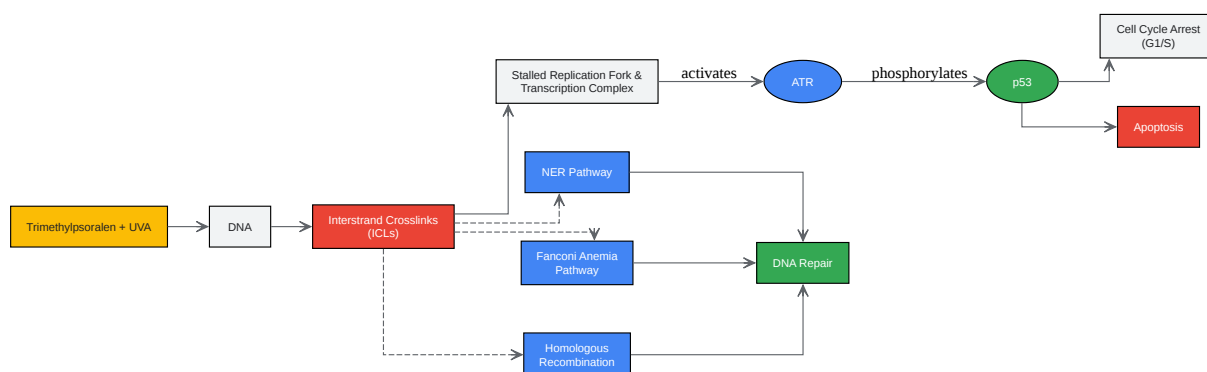 Cell Cycle Arrest
(G1/S)
Stalled Replication Fork &
Transcription Complex
activates
ATR
phosphorylates
p53
Apoptosis
NER Pathway
Trimethylpsoralen + UVA
DNA
Interstrand Crosslinks
(ICLs)
Fanconi Anemia
Pathway
DNA Repair
Homologous
Recombination